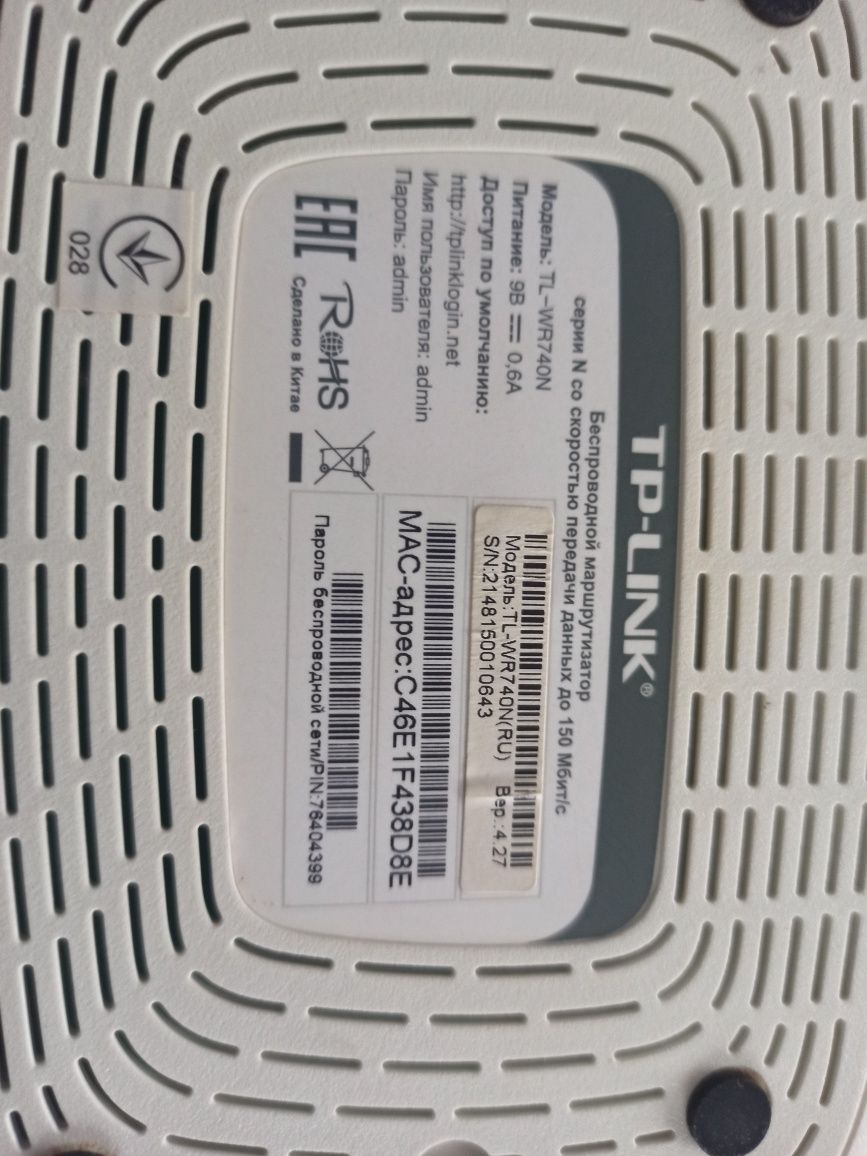 TP-LINK®
Беспроводной маршрутизатор
серии N со скоростью передачи данных до 150 Мбит/с
Модель: TL-WR740N
Питание: 9В 0,6А
Доступ по умолчанию:
http://tplinklogin.net
Имя пользователя: admin
Пароль: admin
Модель:TL-WR740N(RU) Вер.:4.27
S/N:2148150010643
MAC-адрес:C46E1F438D8E
Пароль беспроводной сети/PIN:76404399
EAC
RoHS
Сделано в Китае
028